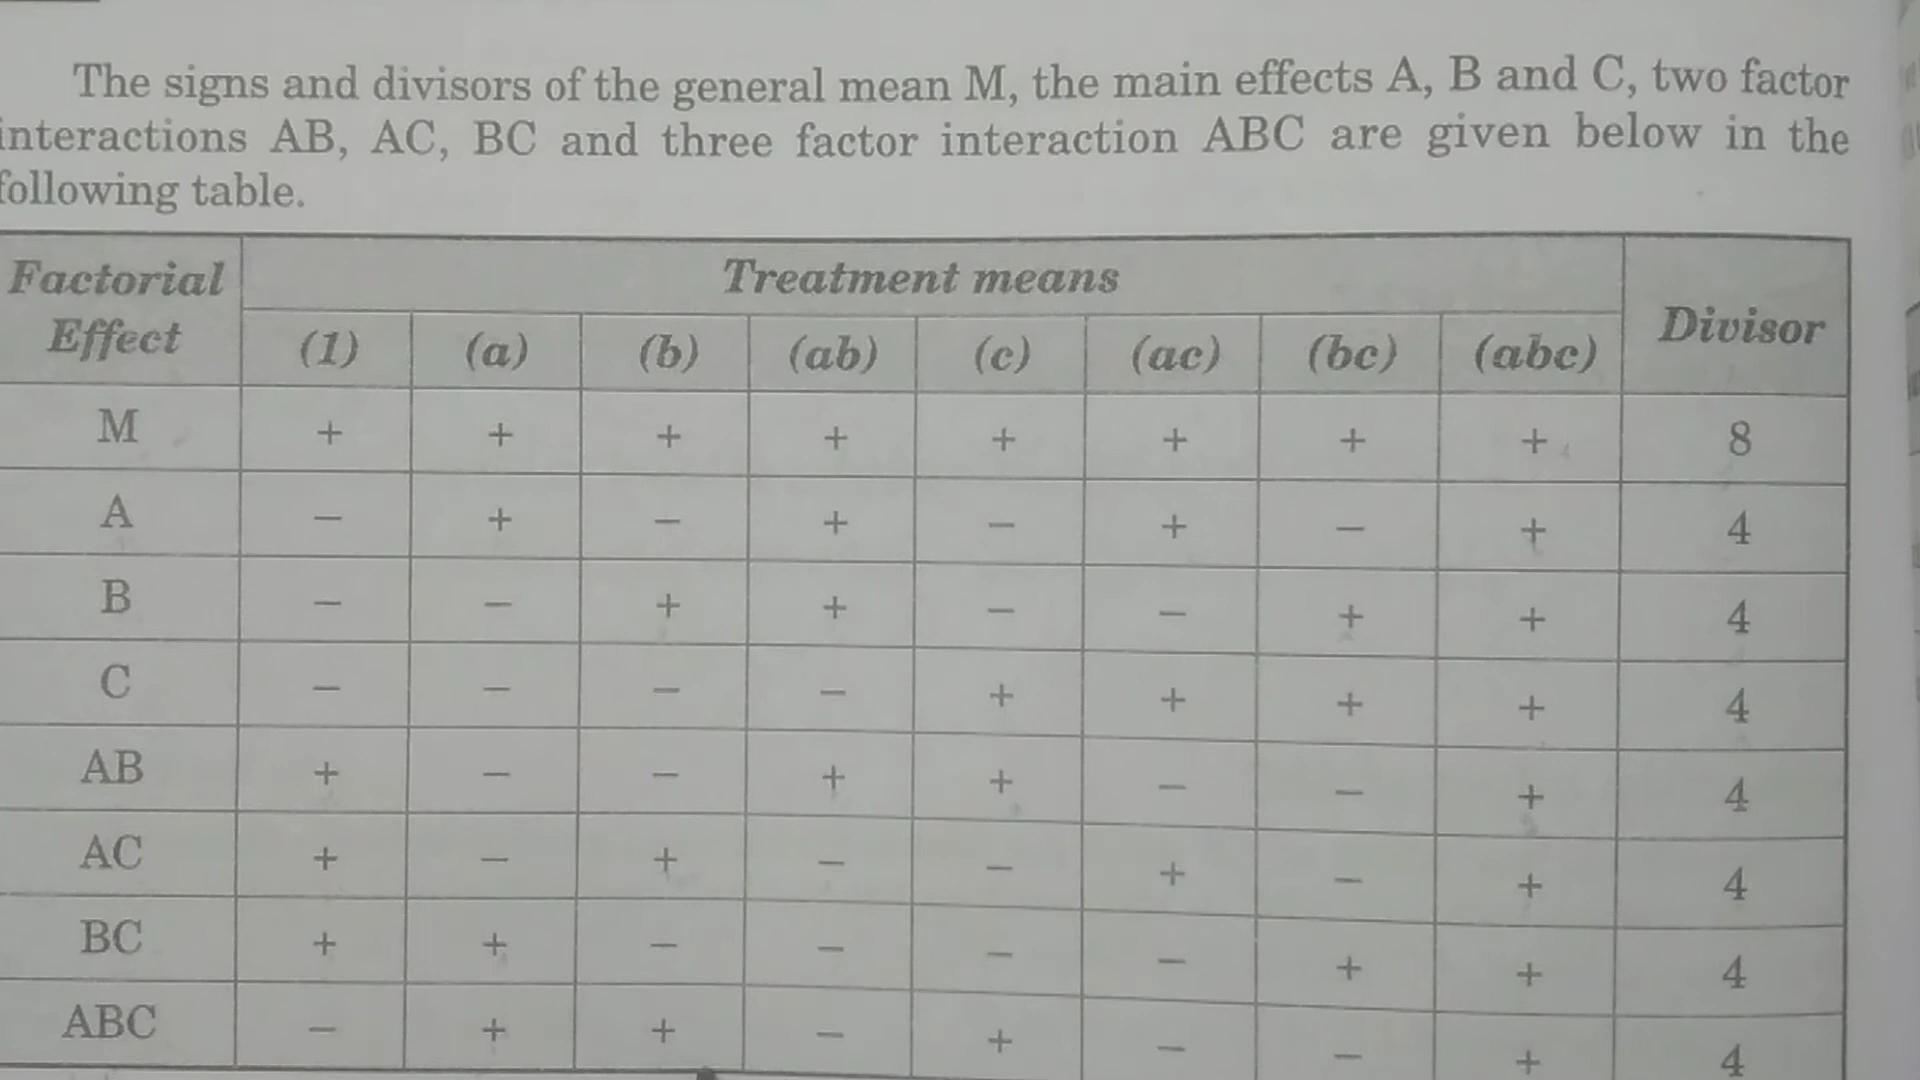 The signs and divisors of the general mean M, the main effects A, B and C, two factor
interactions AB, AC, BC and three factor interaction ABC are given below in the
following table.
Factorial Effect Treatment means Divisor
(1) (a) (b) (ab) (c) (ac) (bc) (abc)
M + + + + + + + + 8
A − + − + − + − + 4
B − − + + − − + + 4
C − − − − + + + + 4
AB + − − + + − − + 4
AC + − + − − + − + 4
BC + + − − − − + + 4
ABC − + + − + − − + 4